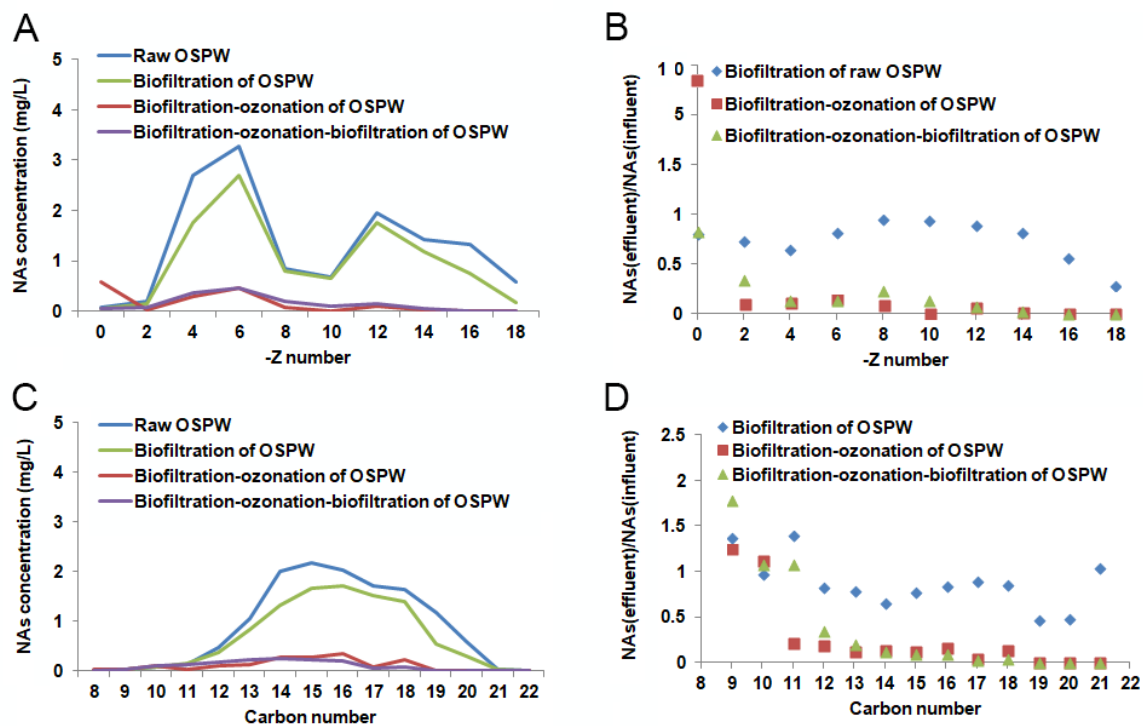 A
NAs concentration (mg/L)
5
4
3
2
1
0
Raw OSPW
Biofiltration of OSPW
Biofiltration-ozonation of OSPW
Biofiltration-ozonation-biofiltration of OSPW
0 2 4 6 8 10 12 14 16 18
-Z number
B
NAs(effluent)/NAs(influent)
1 0
5
1.5
1
0.5
0
Biofiltration of raw OSPW
Biofiltration-ozonation of OSPW
Biofiltration-ozonation-biofiltration of OSPW
0 2 4 6 8 10 12 14 16 18
-Z number
C
NAs concentration (mg/L)
5
4
3
2
1
0
Raw OSPW
Biofiltration of OSPW
Biofiltration-ozonation of OSPW
Biofiltration-ozonation-biofiltration of OSPW
8 9 10 11 12 13 14 15 16 17 18 19 20 21 22
Carbon number
D
NAs(effluent)/NAs(influent)
2.5
2
1.5
1
0.5
0
Biofiltration of OSPW
Biofiltration-ozonation of OSPW
Biofiltration-ozonation-biofiltration of OSPW
8 9 10 11 12 13 14 15 16 17 18 19 20 21 22
Carbon number